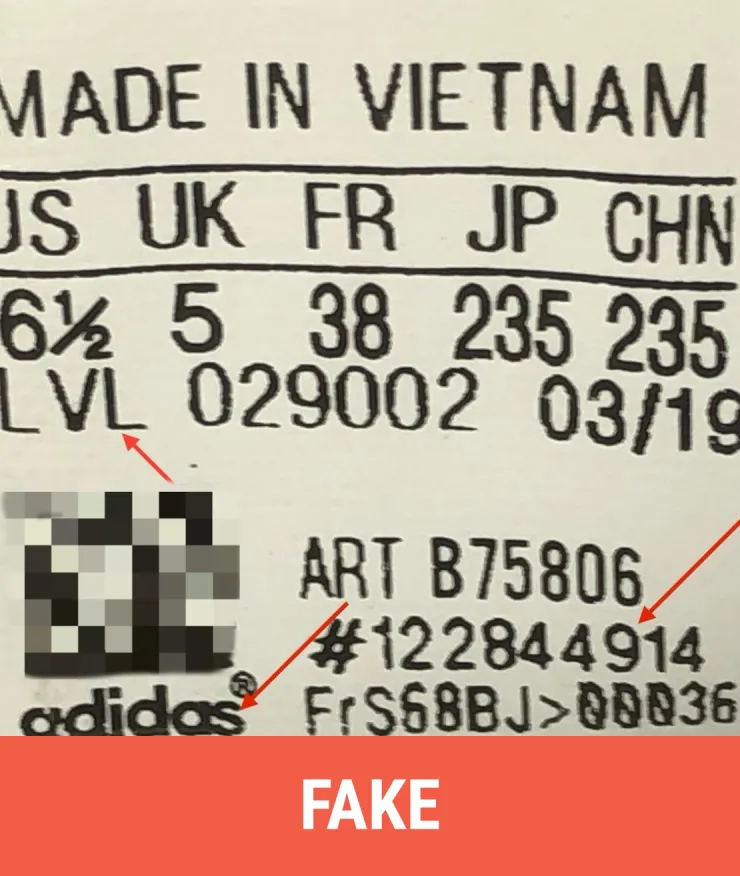 MADE IN VIETNAM
US UK FR JP CHN
6½ 5 38 235 235
LVL 029002 03/19
ART B75806
#122844914
adidas®
FrS68BJ>00036
FAKE